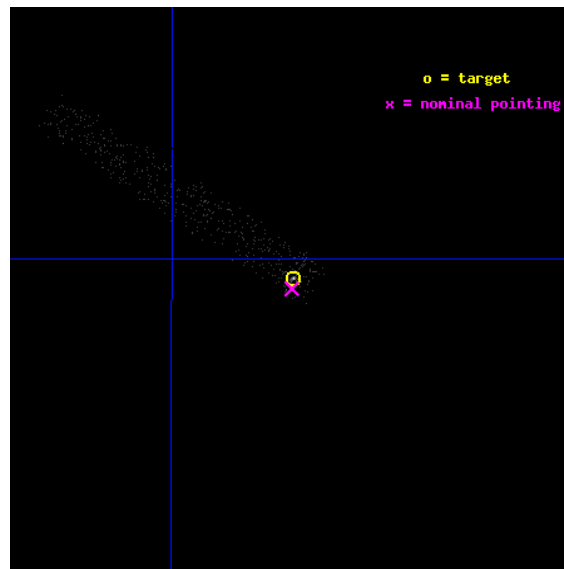 o = target
x = nominal pointing